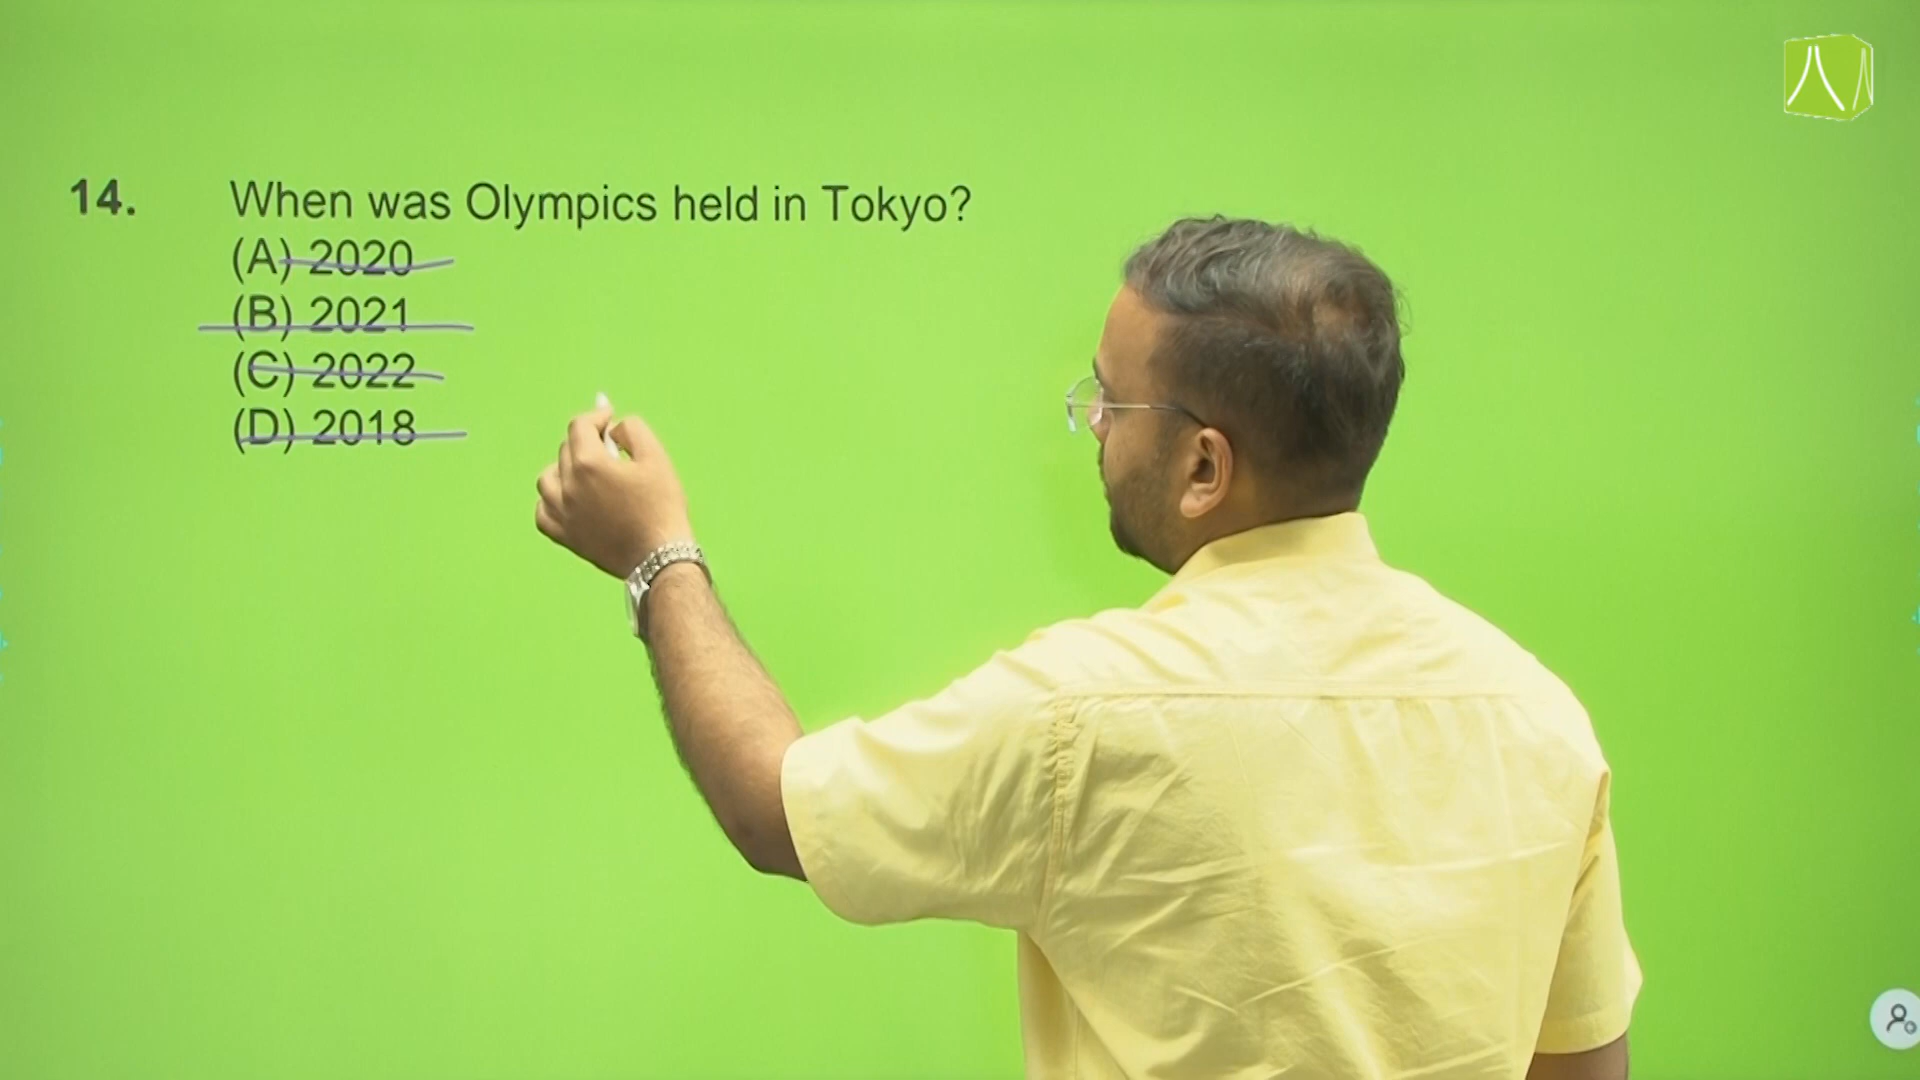 14. When was Olympics held in Tokyo?
(A) 2020
(B) 2021
(C) 2022
(D) 2018